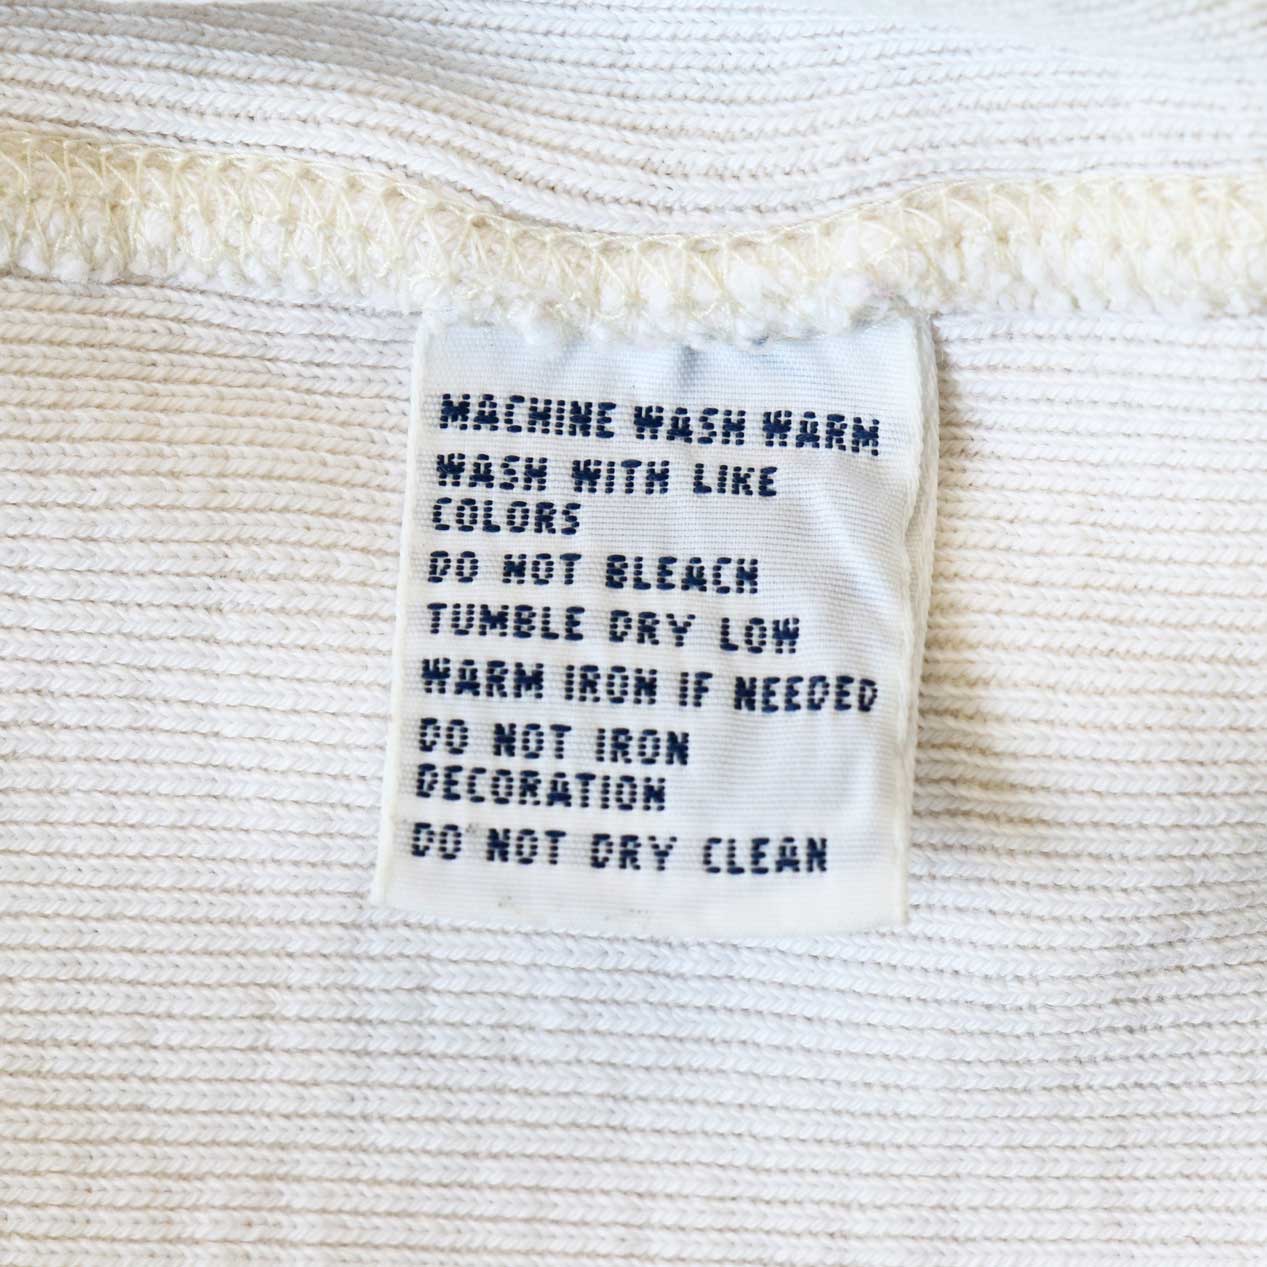 MACHINE WASH WARM
WASH WITH LIKE
COLORS
DO NOT BLEACH
TUMBLE DRY LOW
WARM IRON IF NEEDED
DO NOT IRON
DECORATION
DO NOT DRY CLEAN